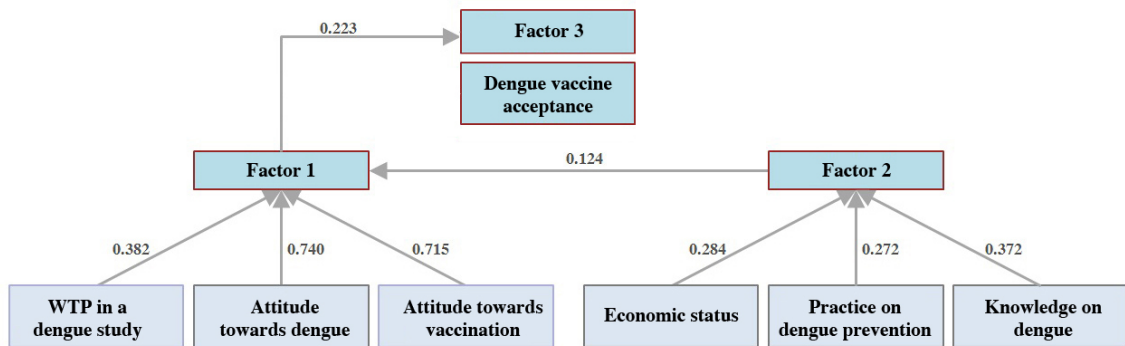 0.223
Factor 3
Dengue vaccine
acceptance
Factor 1
0.124
Factor 2
0.382
0.740
0.715
0.284
0.272
0.372
WTP in a
dengue study
Attitude
towards dengue
Attitude towards
vaccination
Economic status
Practice on
dengue prevention
Knowledge on
dengue